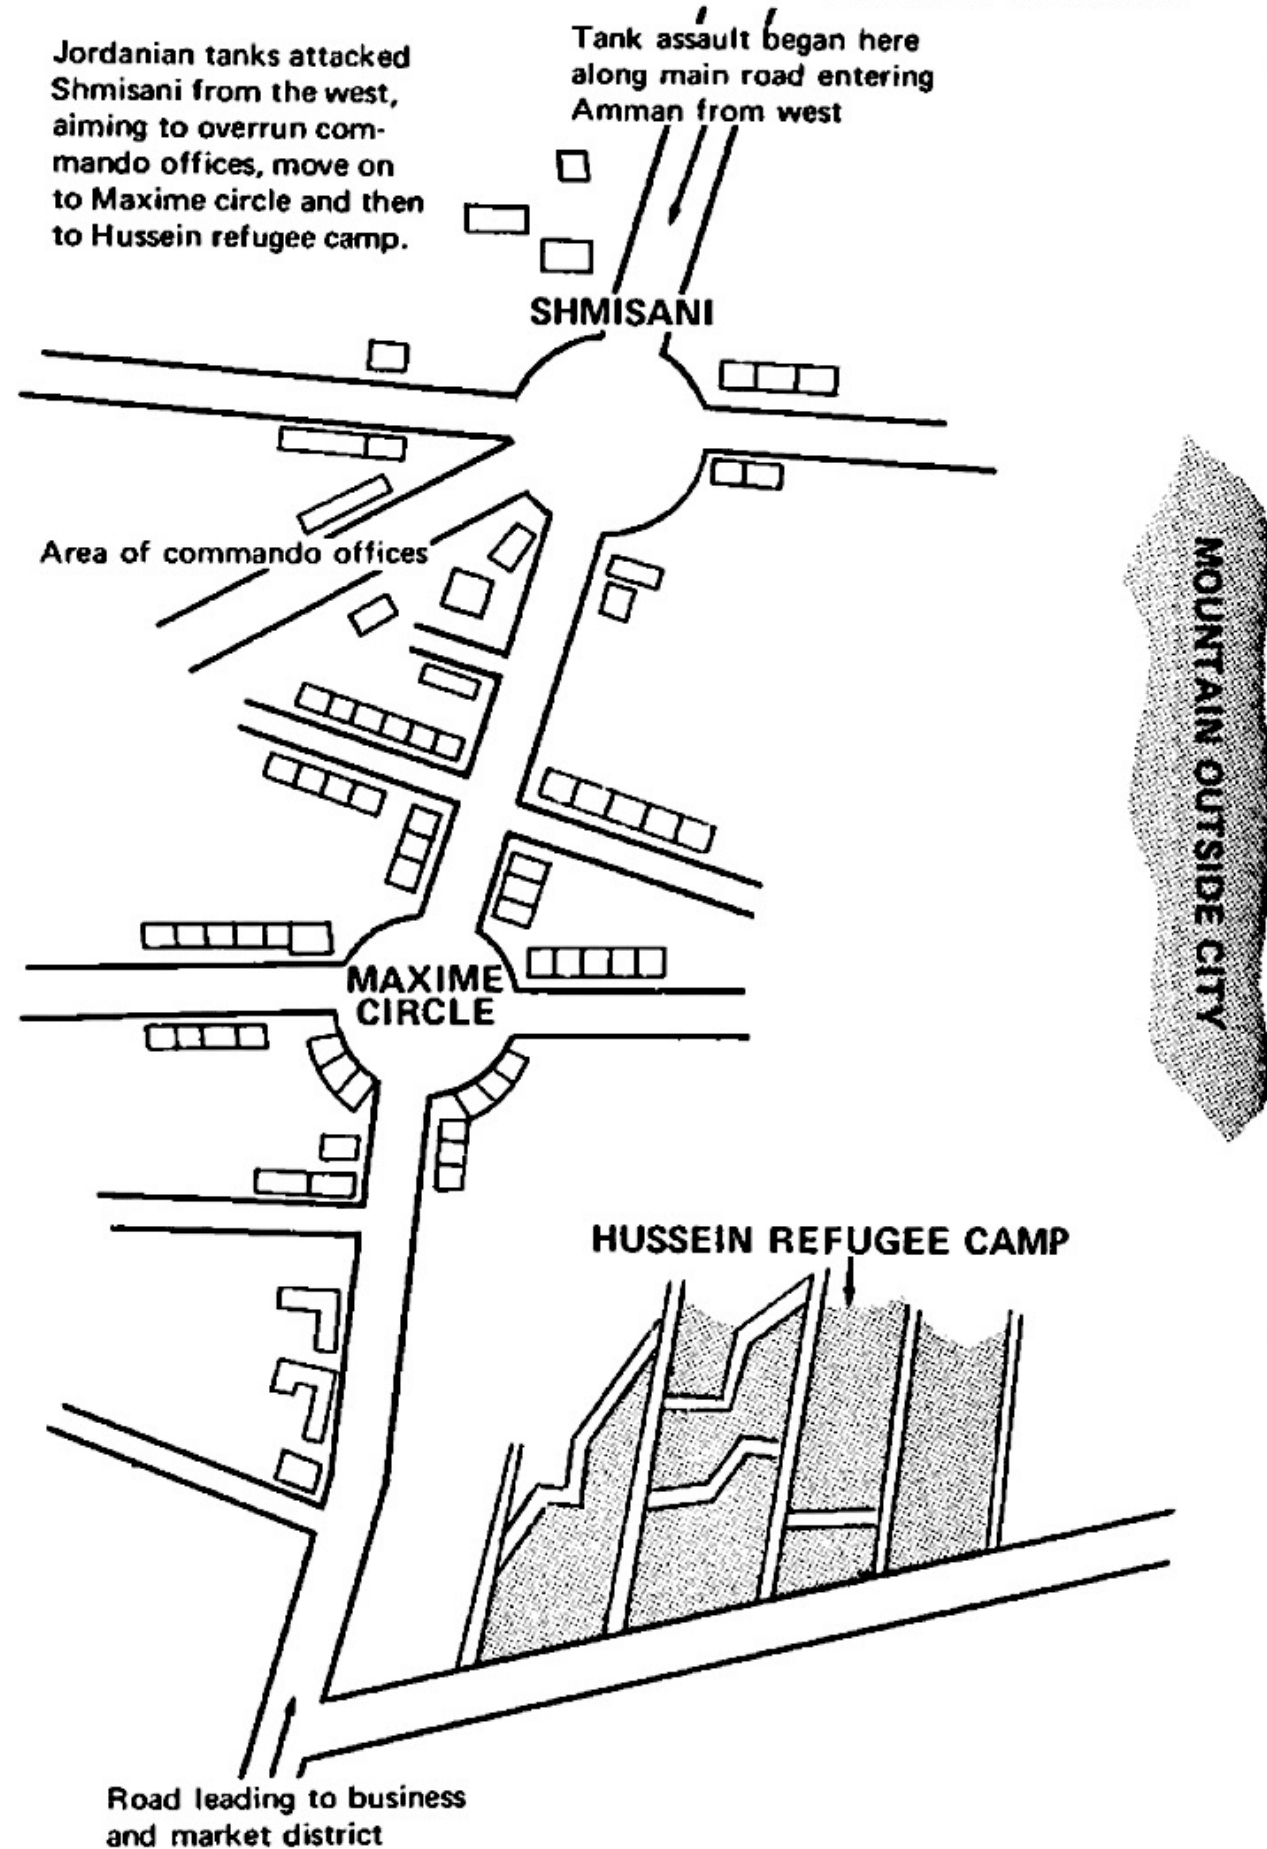 Jordanian tanks attacked
Shmisani from the west,
aiming to overrun com-
mando offices, move on
to Maxime circle and then
to Hussein refugee camp.
Tank assault began here
along main road entering
Amman from west
SHMISANI
Area of commando offices
MOUNTAIN OUTSIDE CITY
MAXIME
CIRCLE
HUSSEIN REFUGEE CAMP
Road leading to business
and market district